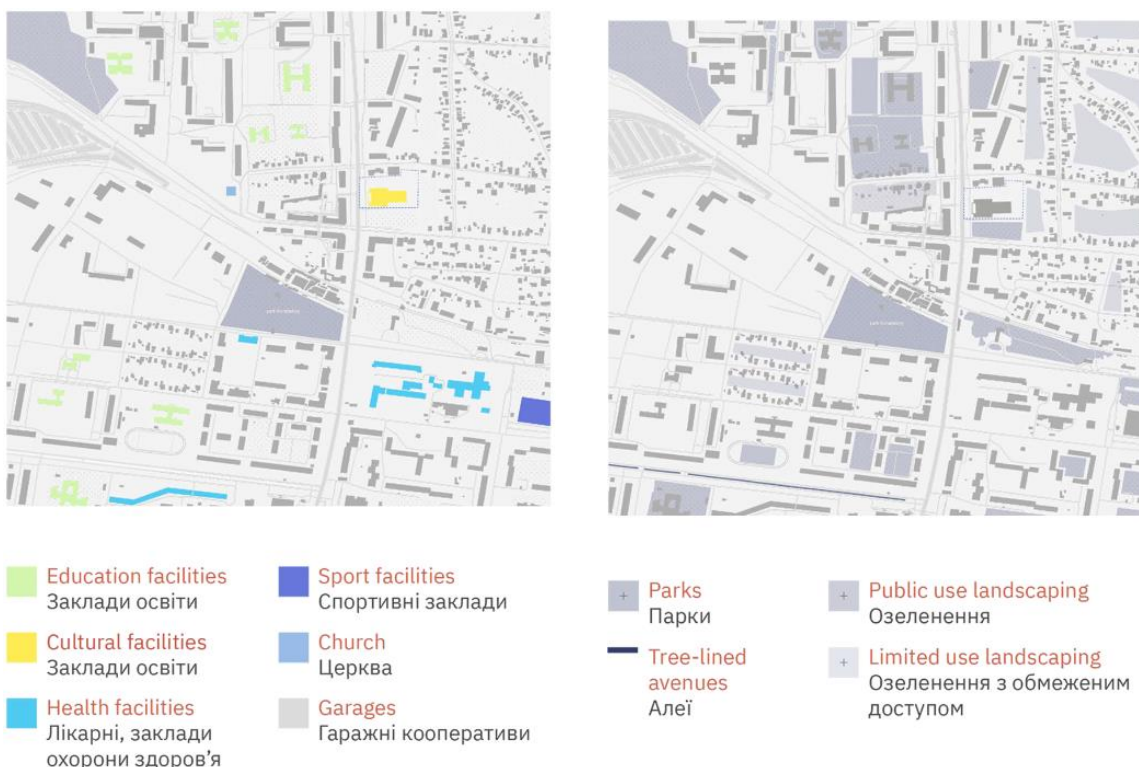 Education facilities
Заклади освіти
Cultural facilities
Заклади освіти
Health facilities
Лікарні, заклади
охорони здоров'я
Sport facilities
Спортивні заклади
Church
Церква
Garages
Гаражні кооперативи
Parks
Парки
Tree-lined
avenues
Алеї
Public use landscaping
Озеленення
Limited use landscaping
Озеленення з обмеженим
доступом